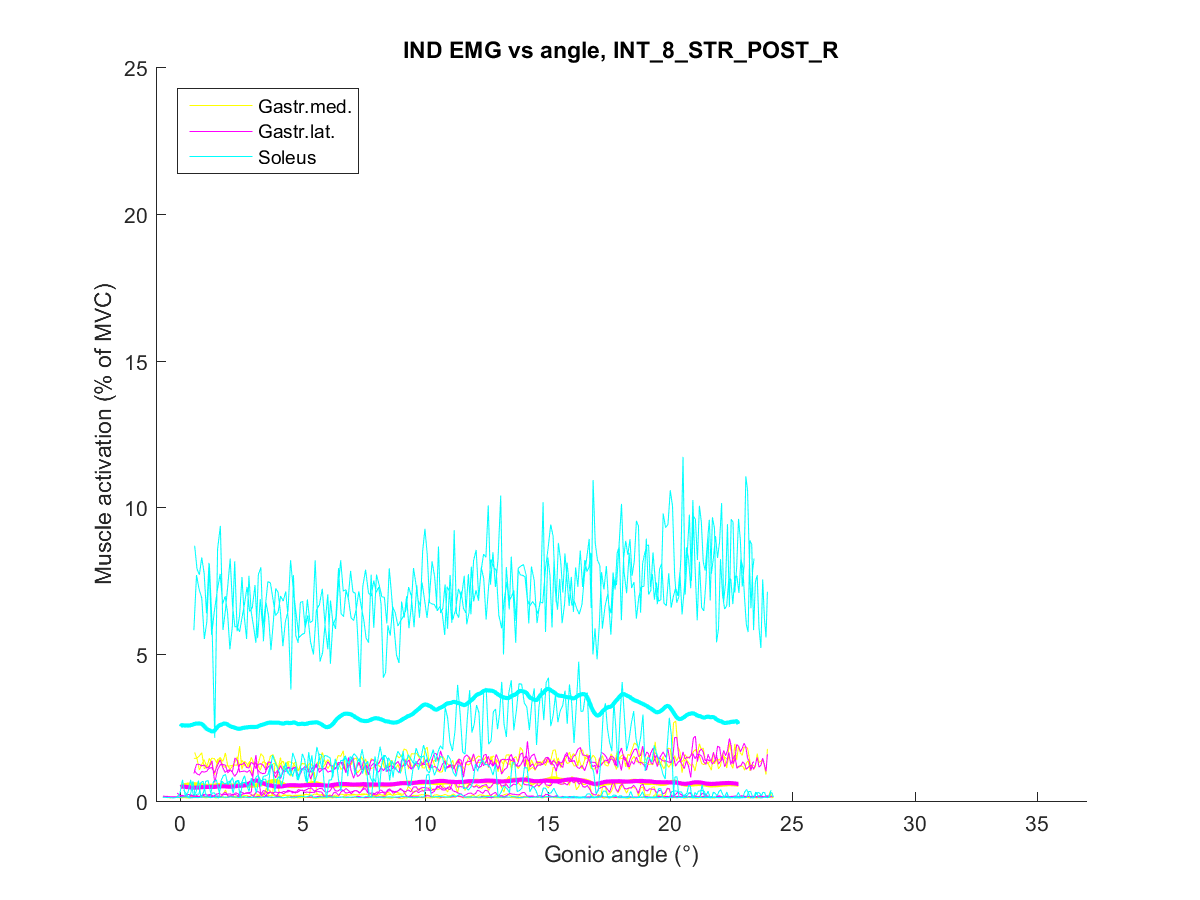 IND EMG vs angle, INT_8_STR_POST_R
25
20
15
10
5
0
Gastr.med.
Gastr.lat.
Soleus
Muscle activation (% of MVC)
0 5 10 15 20 25 30 35
Gonio angle (°)